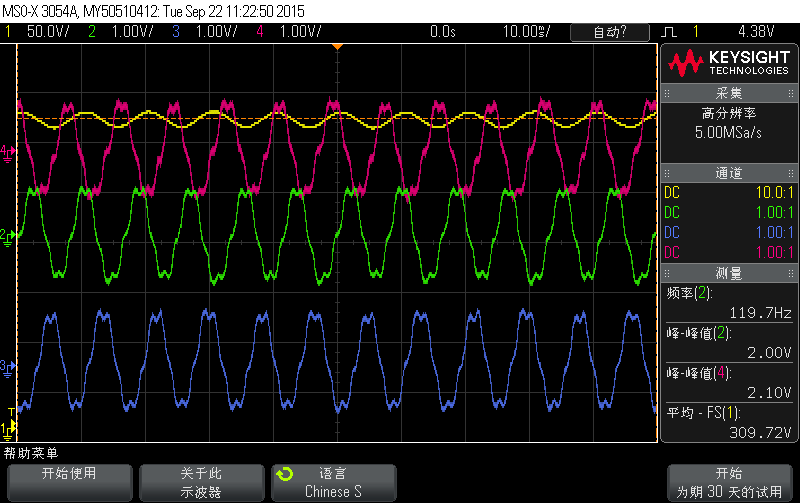 MSO-X 3054A, MY50510412: Tue Sep 22 11:22:50 2015
1 50.0V/ 2 1.00V/ 3 1.00V/ 4 1.00V/ 0.0s 10.00ms/ 自动? 1 4.38V
KEYSIGHT
TECHNOLOGIES
采集
高分辨率
5.00MSa/s
通道
DC 10.0:1
DC 1.00:1
DC 1.00:1
DC 1.00:1
测量
频率(2):
119.7Hz
峰-峰值(2):
2.00V
峰-峰值(4):
2.10V
平均 - FS(1):
309.72V
4
2
3
T
1
帮助菜单
开始使用
关于此
示波器
语言
Chinese S
开始
为期 30 天的试用